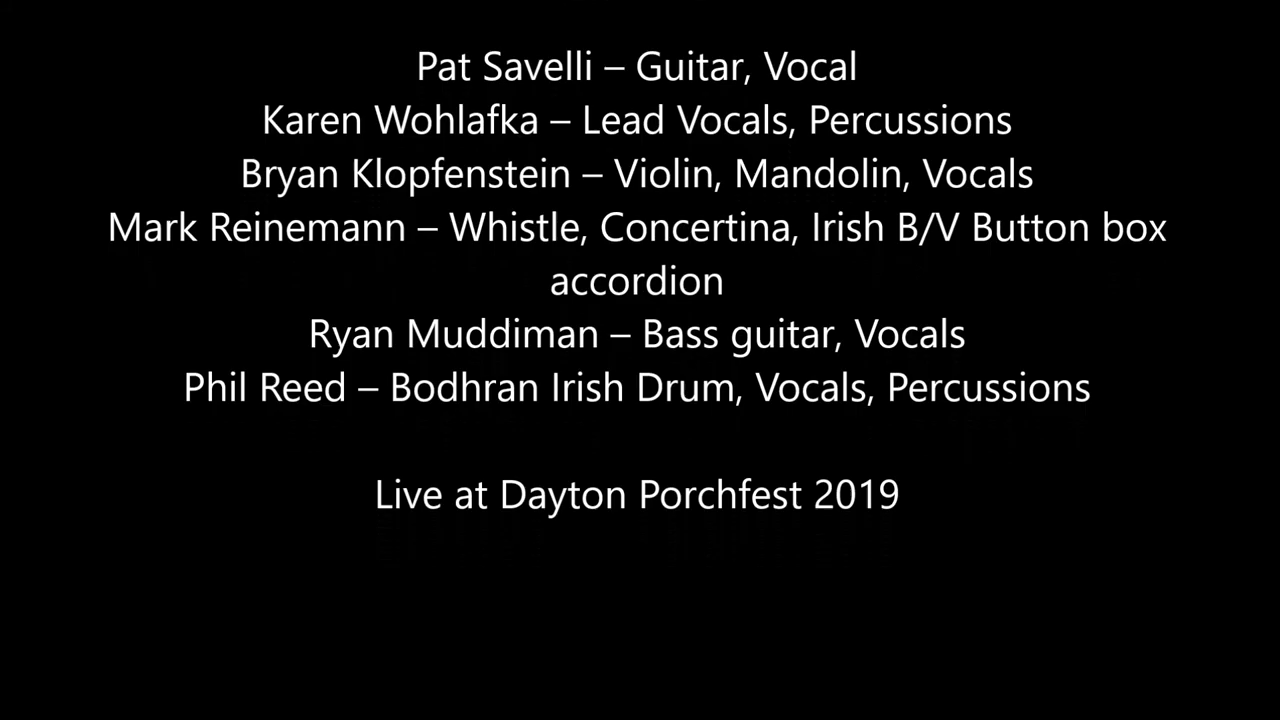 Pat Savelli – Guitar, Vocal
Karen Wohlafka – Lead Vocals, Percussions
Bryan Klopfenstein – Violin, Mandolin, Vocals
Mark Reinemann – Whistle, Concertina, Irish B/V Button box
accordion
Ryan Muddiman – Bass guitar, Vocals
Phil Reed – Bodhran Irish Drum, Vocals, Percussions
Live at Dayton Porchfest 2019